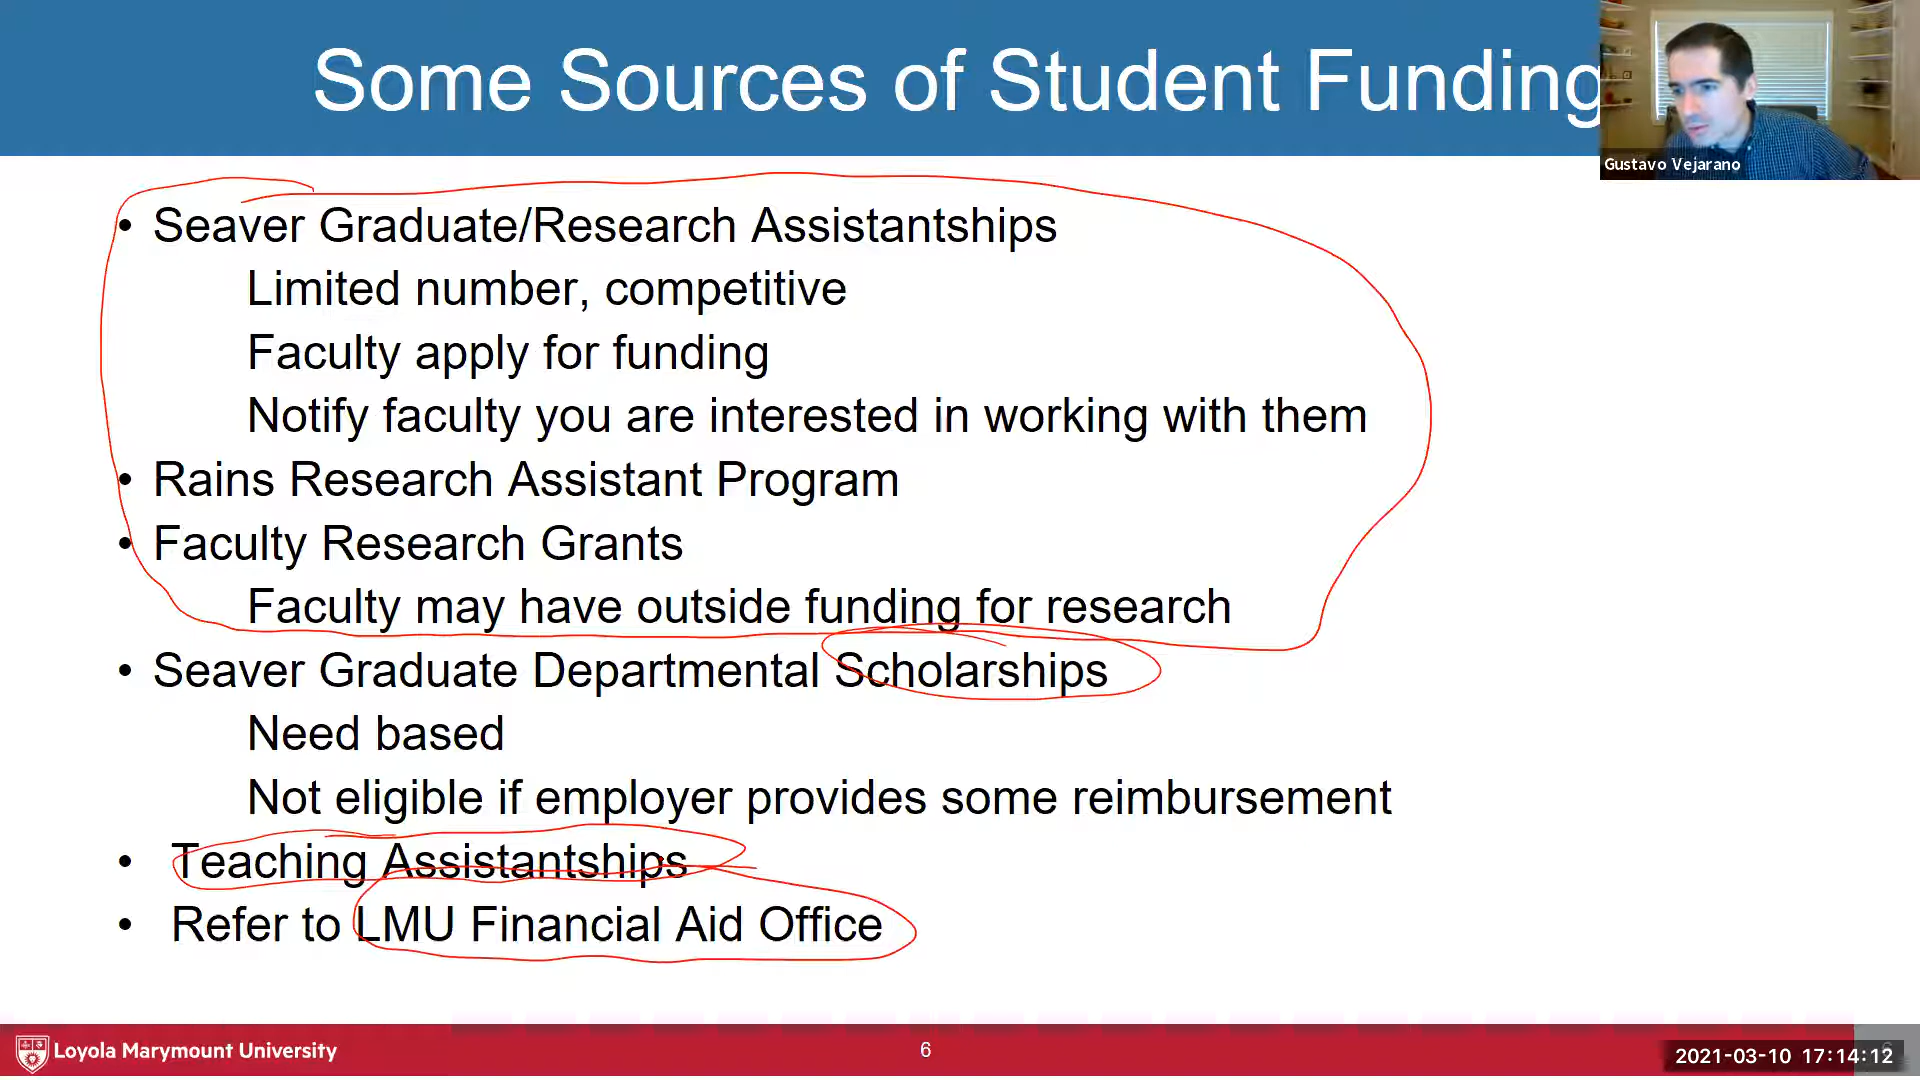 Some Sources of Student Funding
Gustavo Vejarano
• Seaver Graduate/Research Assistantships
Limited number, competitive
Faculty apply for funding
Notify faculty you are interested in working with them
• Rains Research Assistant Program
• Faculty Research Grants
Faculty may have outside funding for research
• Seaver Graduate Departmental Scholarships
Need based
Not eligible if employer provides some reimbursement
• Teaching Assistantships
• Refer to LMU Financial Aid Office
Loyola Marymount University
6
2021-03-10 17:14:12